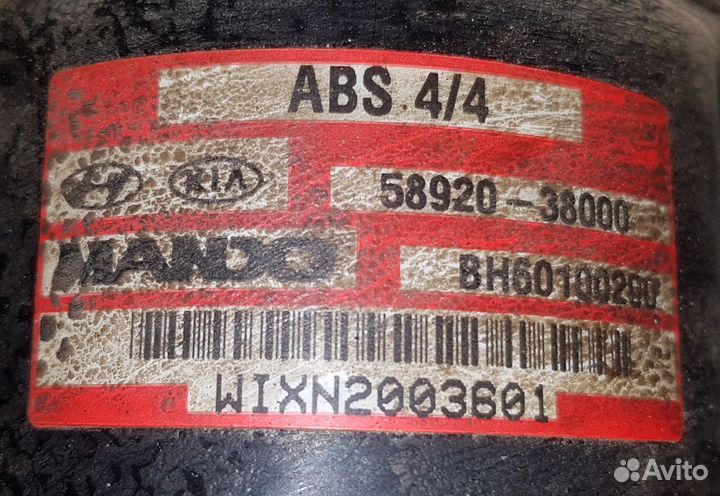 ABS 4/4
KIA 58920-38000
MANDO BH60100200
WIXN2003601
Avito